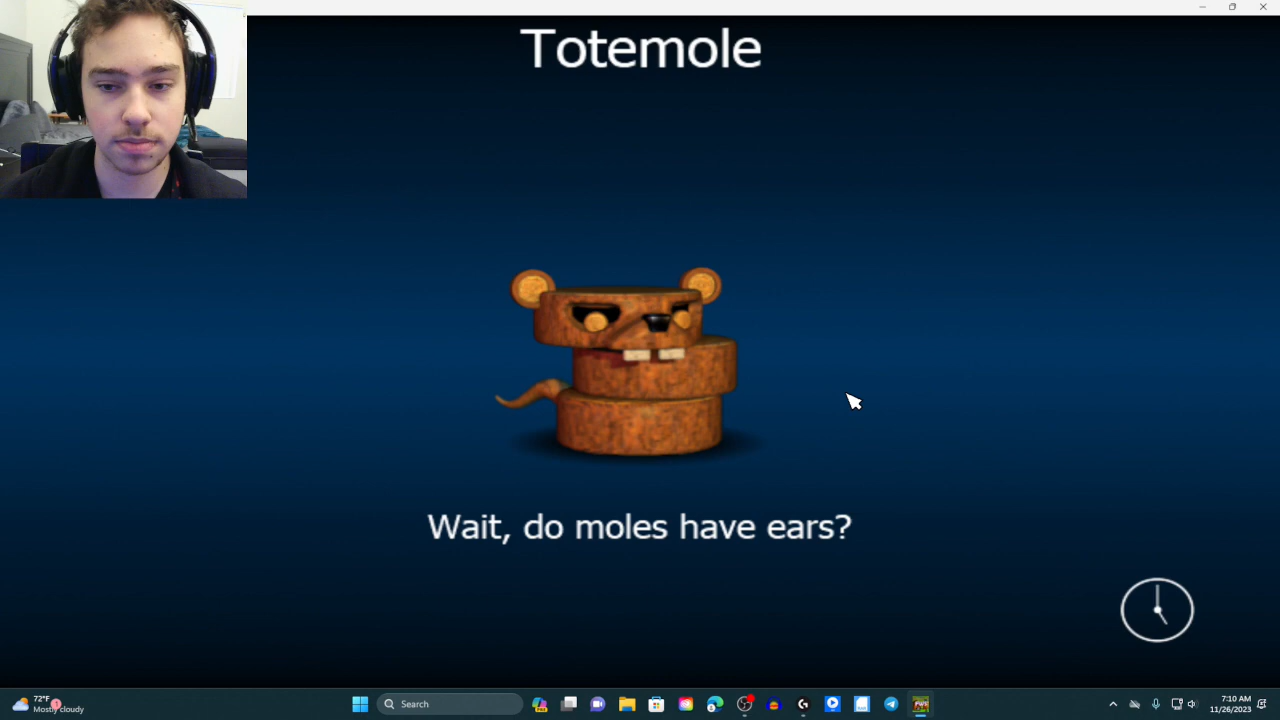 Totemole
Wait, do moles have ears?
72°F
Mostly cloudy
Search
7:10 AM
11/26/2023